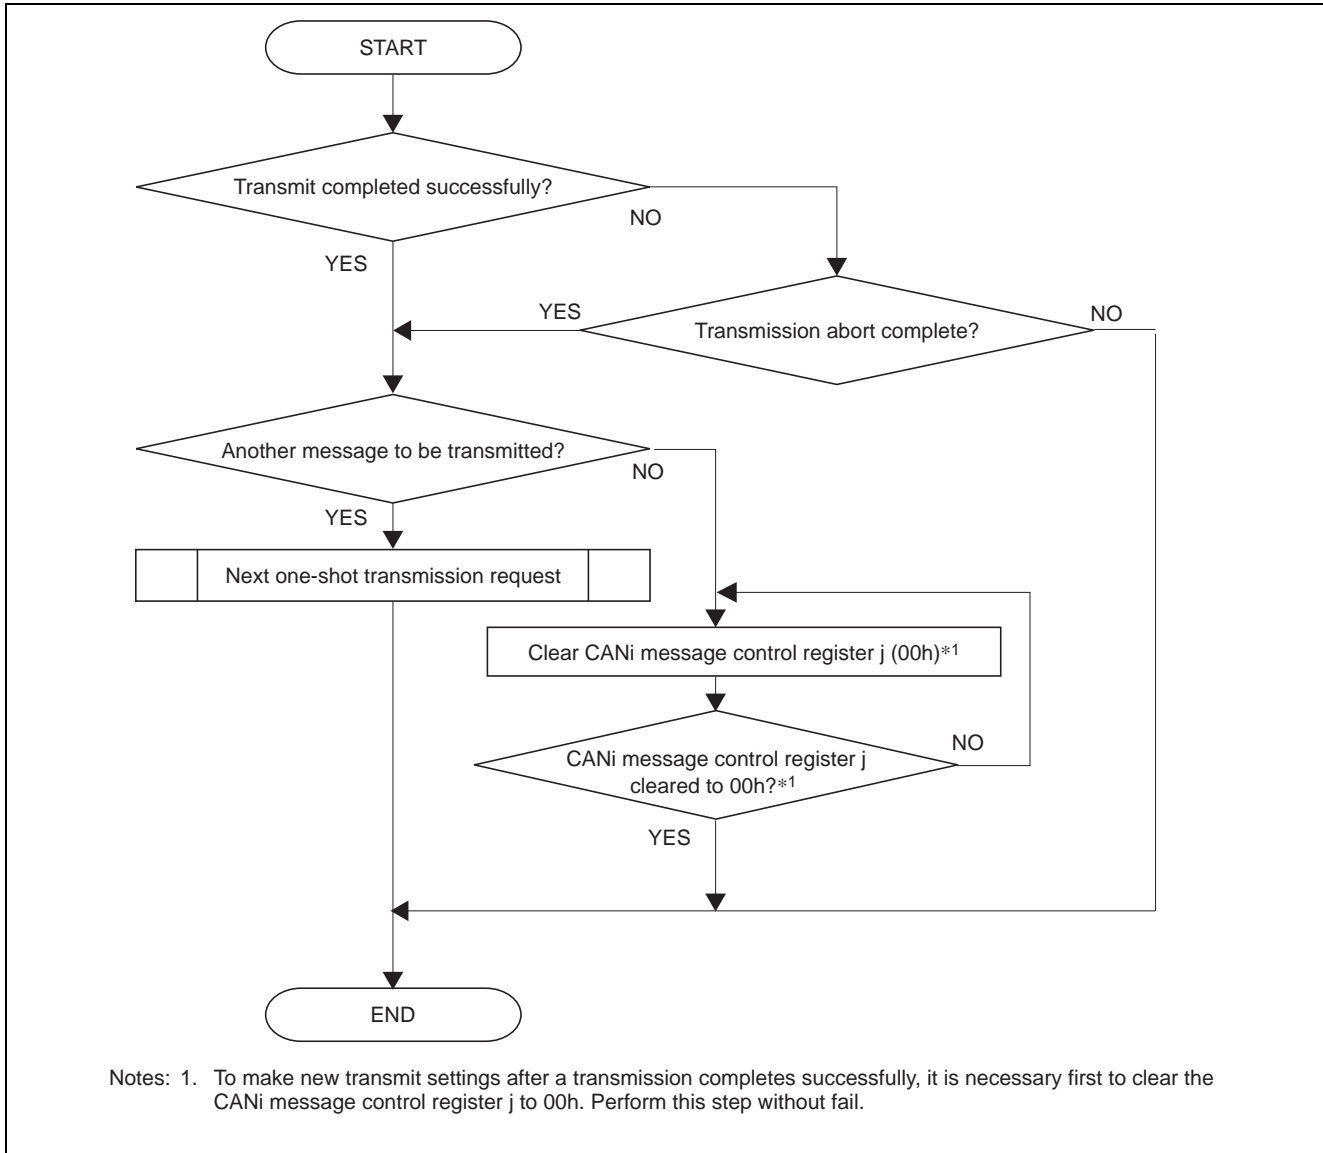 START
Transmit completed successfully?
NO
YES
YES
Transmission abort complete?
NO
Another message to be transmitted?
NO
YES
Next one-shot transmission request
Clear CANi message control register j (00h)*1
CANi message control register j
cleared to 00h?*1
NO
YES
END
Notes: 1. To make new transmit settings after a transmission completes successfully, it is necessary first to clear the
CANi message control register j to 00h. Perform this step without fail.